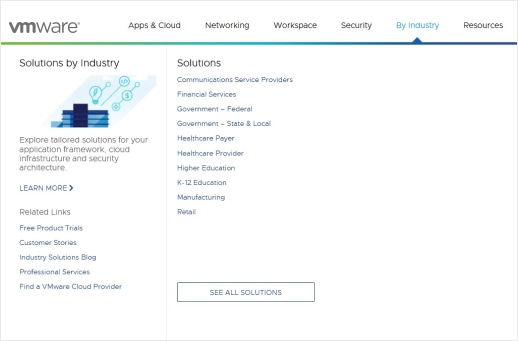 vmware
Apps & Cloud
Networking
Workspace
Security
By Industry
Resources
Solutions by Industry
Explore tailored solutions for your
application framework, cloud
infrastructure and security
architecture.
LEARN MORE
Related Links
Free Product Trials
Customer Stories
Industry Solutions Blog
Professional Services
Find a VMware Cloud Provider
Solutions
Communications Service Providers
Financial Services
Government – Federal
Government – State & Local
Healthcare Payer
Healthcare Provider
Higher Education
K-12 Education
Manufacturing
Retail
SEE ALL SOLUTIONS